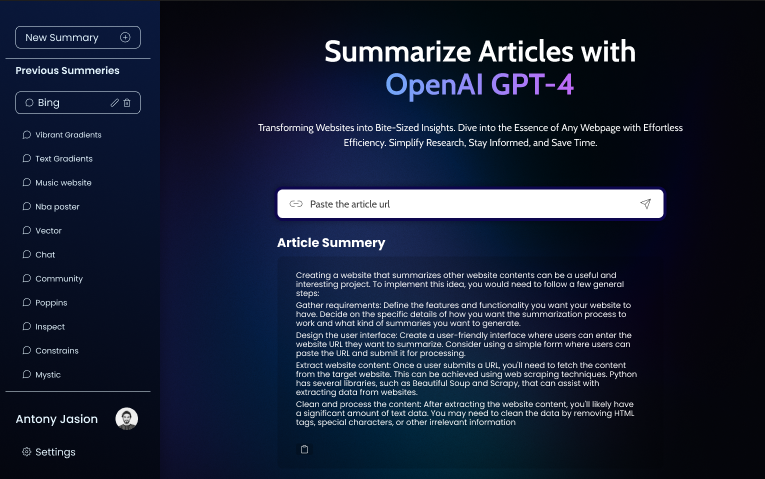 New Summary
Previous Summeries
Bing
Vibrant Gradients
Text Gradients
Music website
Nba poster
Vector
Chat
Community
Poppins
Inspect
Constrains
Mystic
Antony Jasion
Settings
Summarize Articles with
OpenAI GPT-4
Transforming Websites into Bite-Sized Insights. Dive into the Essence of Any Webpage with Effortless
Efficiency. Simplify Research, Stay Informed, and Save Time.
Paste the article url
Article Summery
Creating a website that summarizes other website contents can be a useful and
interesting project. To implement this idea, you would need to follow a few general
steps:
Gather requirements: Define the features and functionality you want your website to
have. Decide on the specific details of how you want the summarization process to
work and what kind of summaries you want to generate.
Design the user interface: Create a user-friendly interface where users can enter the
website URL they want to summarize. Consider using a simple form where users can
paste the URL and submit it for processing.
Extract website content: Once a user submits a URL, you'll need to fetch the content
from the target website. This can be achieved using web scraping techniques. Python
has several libraries, such as Beautiful Soup and Scrapy, that can assist with
extracting data from websites.
Clean and process the content: After extracting the website content, you'll likely have
a significant amount of text data. You may need to clean the data by removing HTML
tags, special characters, or other irrelevant information